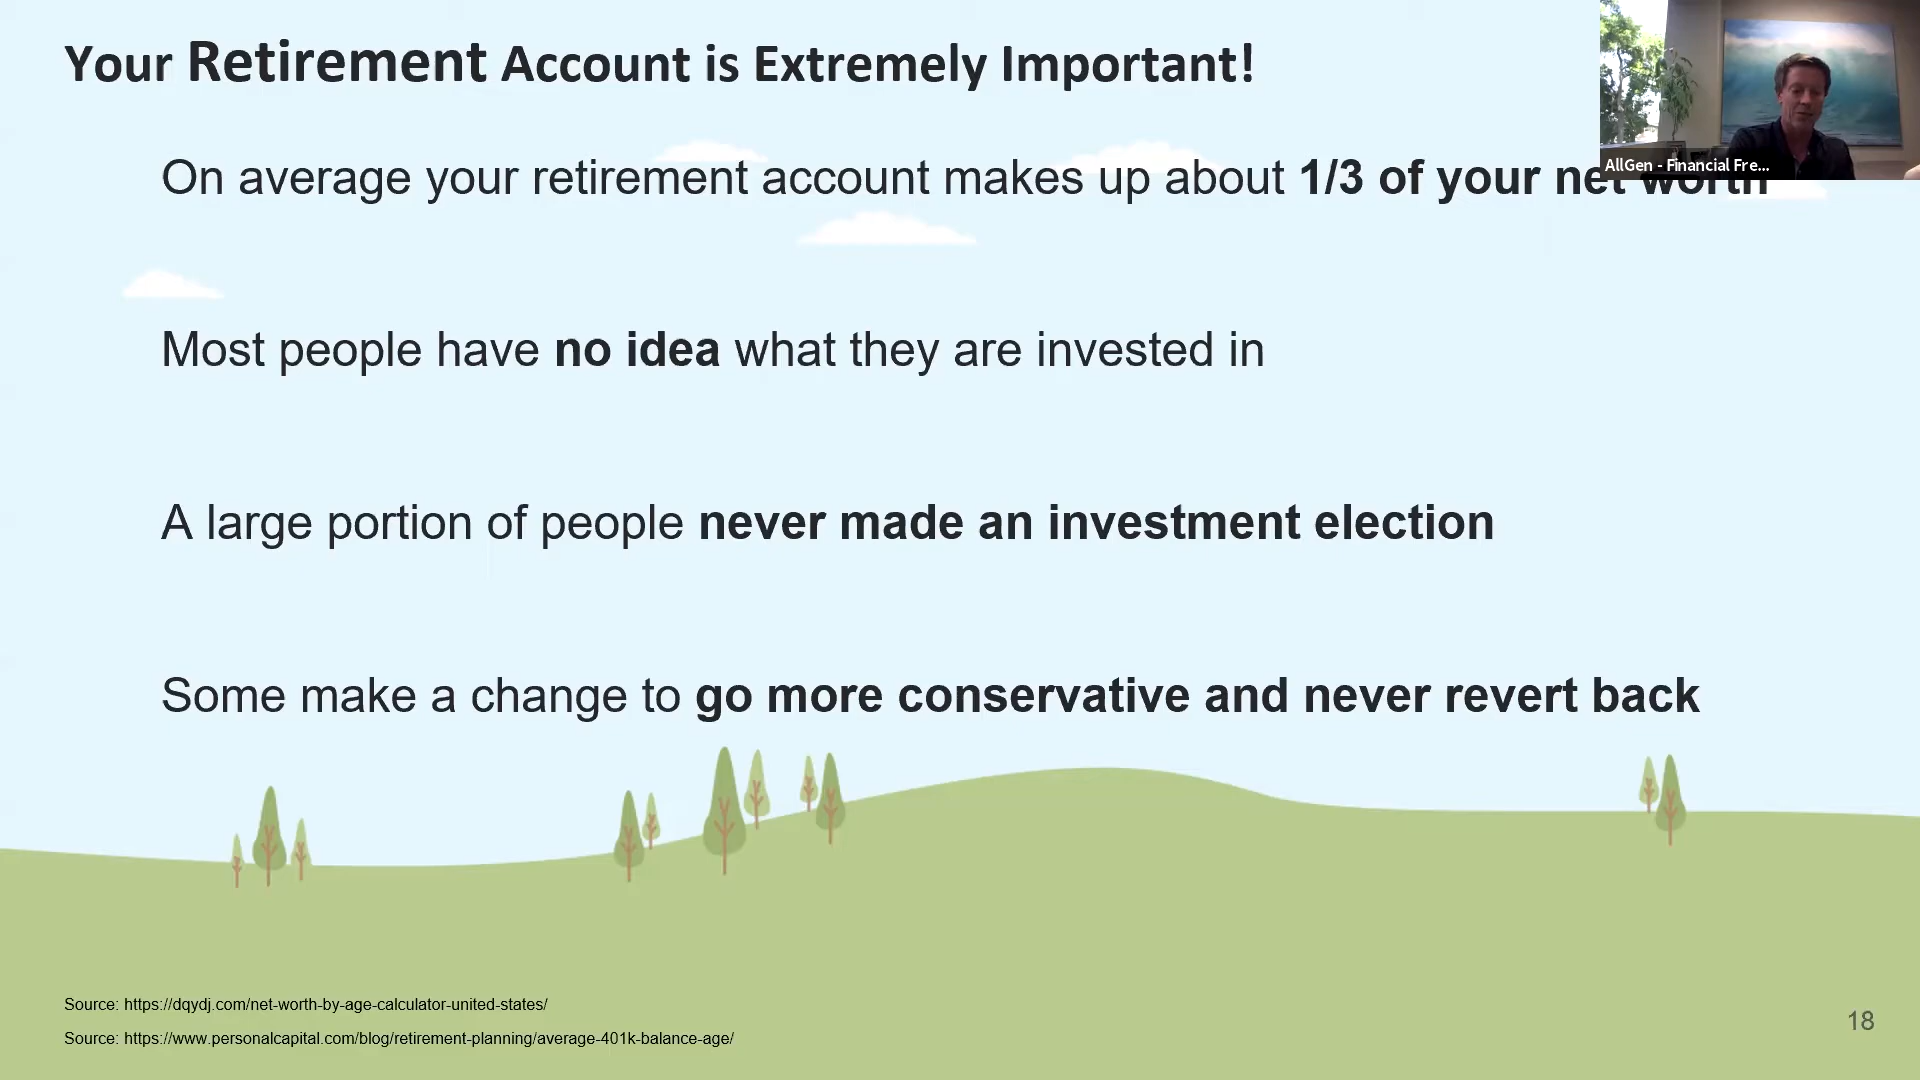 Your Retirement Account is Extremely Important!
AllGen - Financial Fre...
On average your retirement account makes up about 1/3 of your net worth
Most people have no idea what they are invested in
A large portion of people never made an investment election
Some make a change to go more conservative and never revert back
Source: https://dqydj.com/net-worth-by-age-calculator-united-states/
Source: https://www.personalcapital.com/blog/retirement-planning/average-401k-balance-age/
18